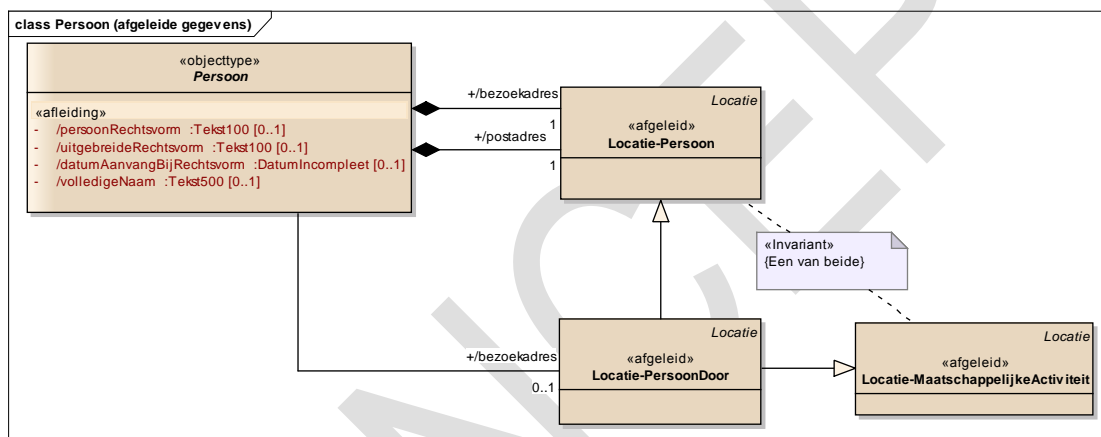 class Persoon (afgeleide gegevens)
«objecttype»
Persoon
«afleiding»
- /persoonRechtsvorm :Tekst100 [0..1]
- /uitgebreideRechtsvorm :Tekst100 [0..1]
- /datumAanvangBijRechtsvorm :DatumIncompleet [0..1]
- /volledigeNaam :Tekst500 [0..1]
+/bezoekadres
1
+/postadres
1
Locatie
«afgeleid»
Locatie-Persoon
«Invariant»
{Een van beide}
+/bezoekadres
0..1
Locatie
«afgeleid»
Locatie-PersoonDoor
Locatie
«afgeleid»
Locatie-MaatschappelijkeActiviteit